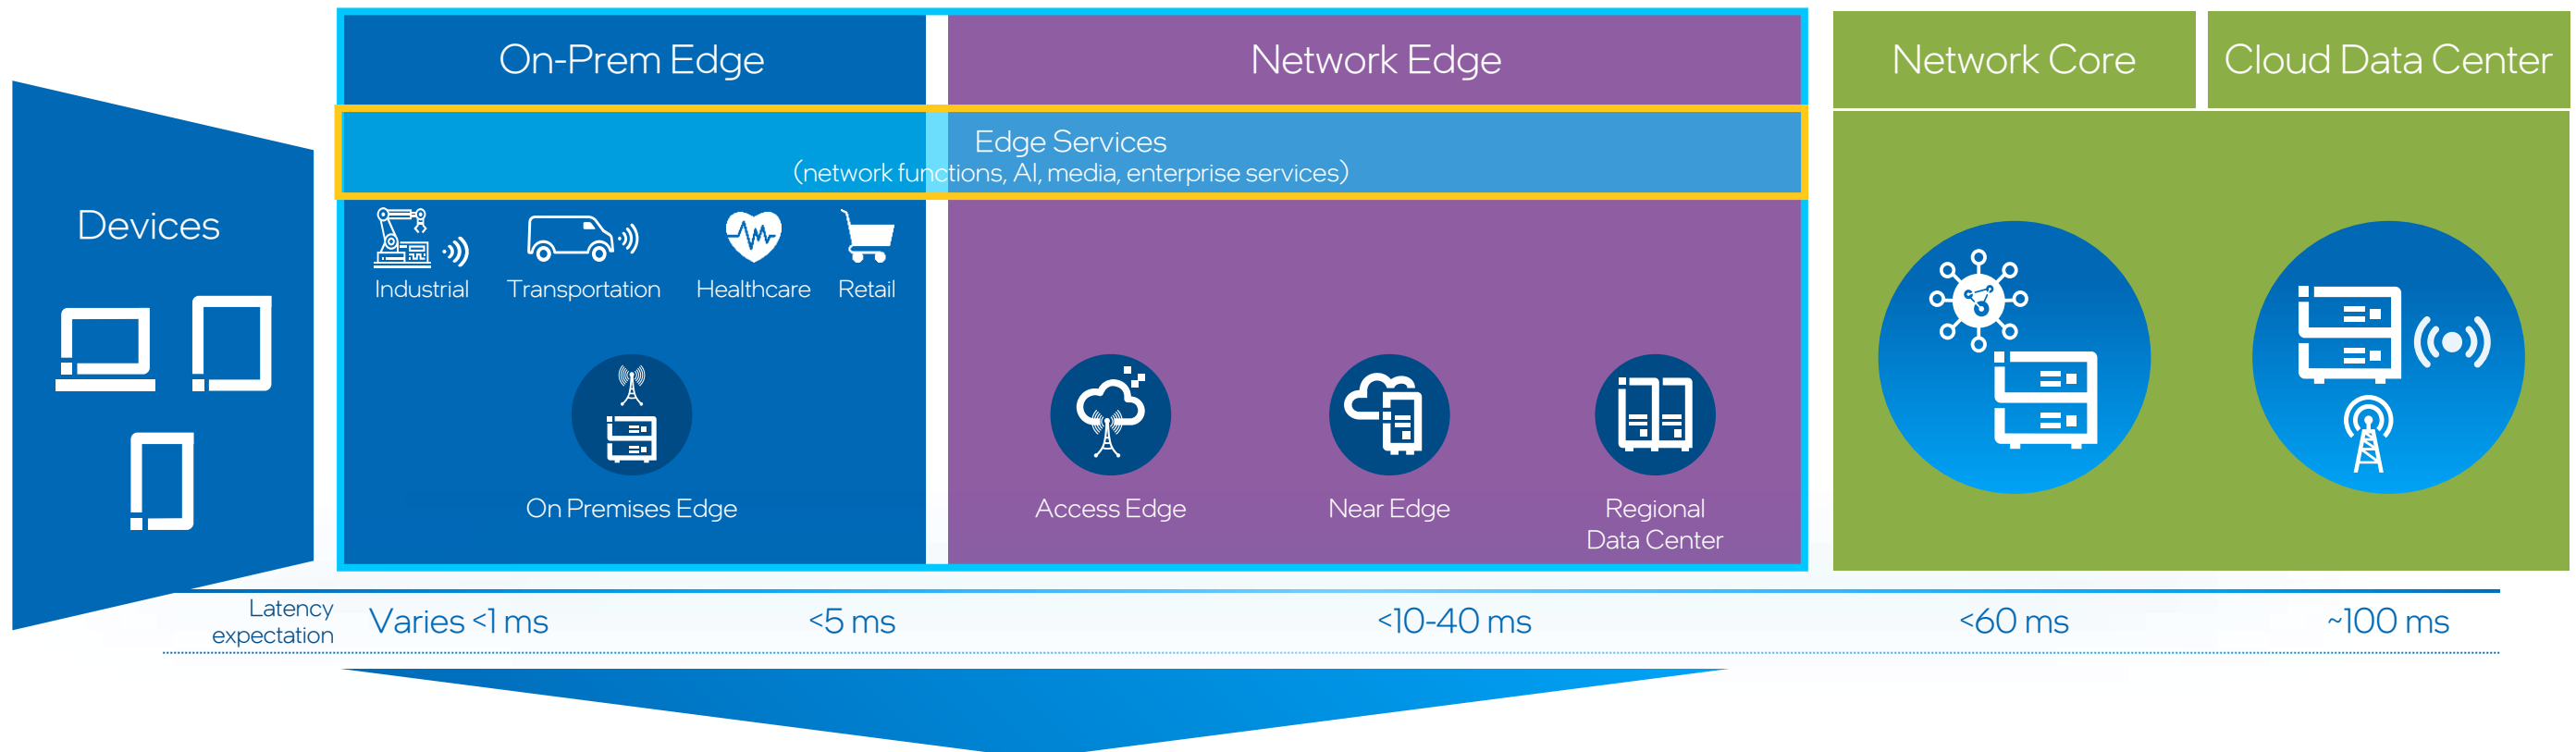 On-Prem Edge
Network Edge
Network Core
Cloud Data Center
Edge Services
(network functions, AI, media, enterprise services)
Devices
Industrial
Transportation
Healthcare
Retail
On Premises Edge
Access Edge
Near Edge
Regional
Data Center
Latency
expectation
Varies <1 ms
<5 ms
<10-40 ms
<60 ms
~100 ms